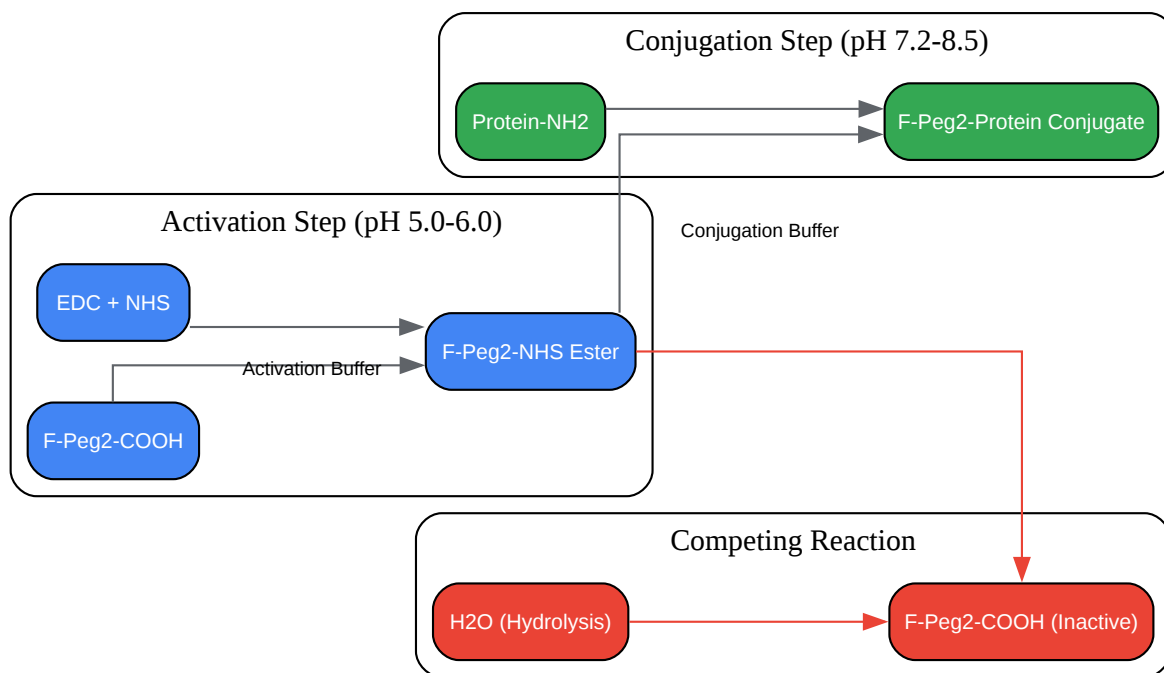 Conjugation Step (pH 7.2-8.5)
Protein-NH2
F-Peg2-Protein Conjugate
Activation Step (pH 5.0-6.0)
Conjugation Buffer
EDC + NHS
F-Peg2-NHS Ester
Activation Buffer
F-Peg2-COOH
Competing Reaction
H2O (Hydrolysis)
F-Peg2-COOH (Inactive)